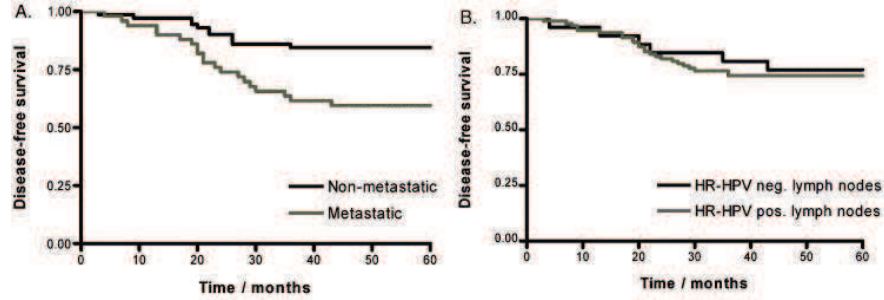 A.
1.00
0.75
0.50
0.25
0.00
Disease-free survival
Non-metastatic
Metastatic
0 10 20 30 40 50 60
Time / months
B.
1.00
0.75
0.50
0.25
0.00
Disease-free survival
HR-HPV neg. lymph nodes
HR-HPV pos. lymph nodes
0 10 20 30 40 50 60
Time / months